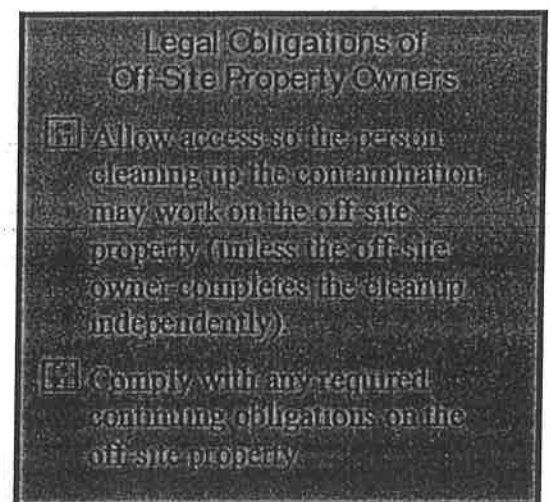 Legal Obligations of
Off-Site Property Owners
Allow access so the person
cleaning up the contamination
may work on the off-site
property (unless the off-site
owner completes the cleanup
independently).
Comply with any required
continuing obligations on the
off-site property.